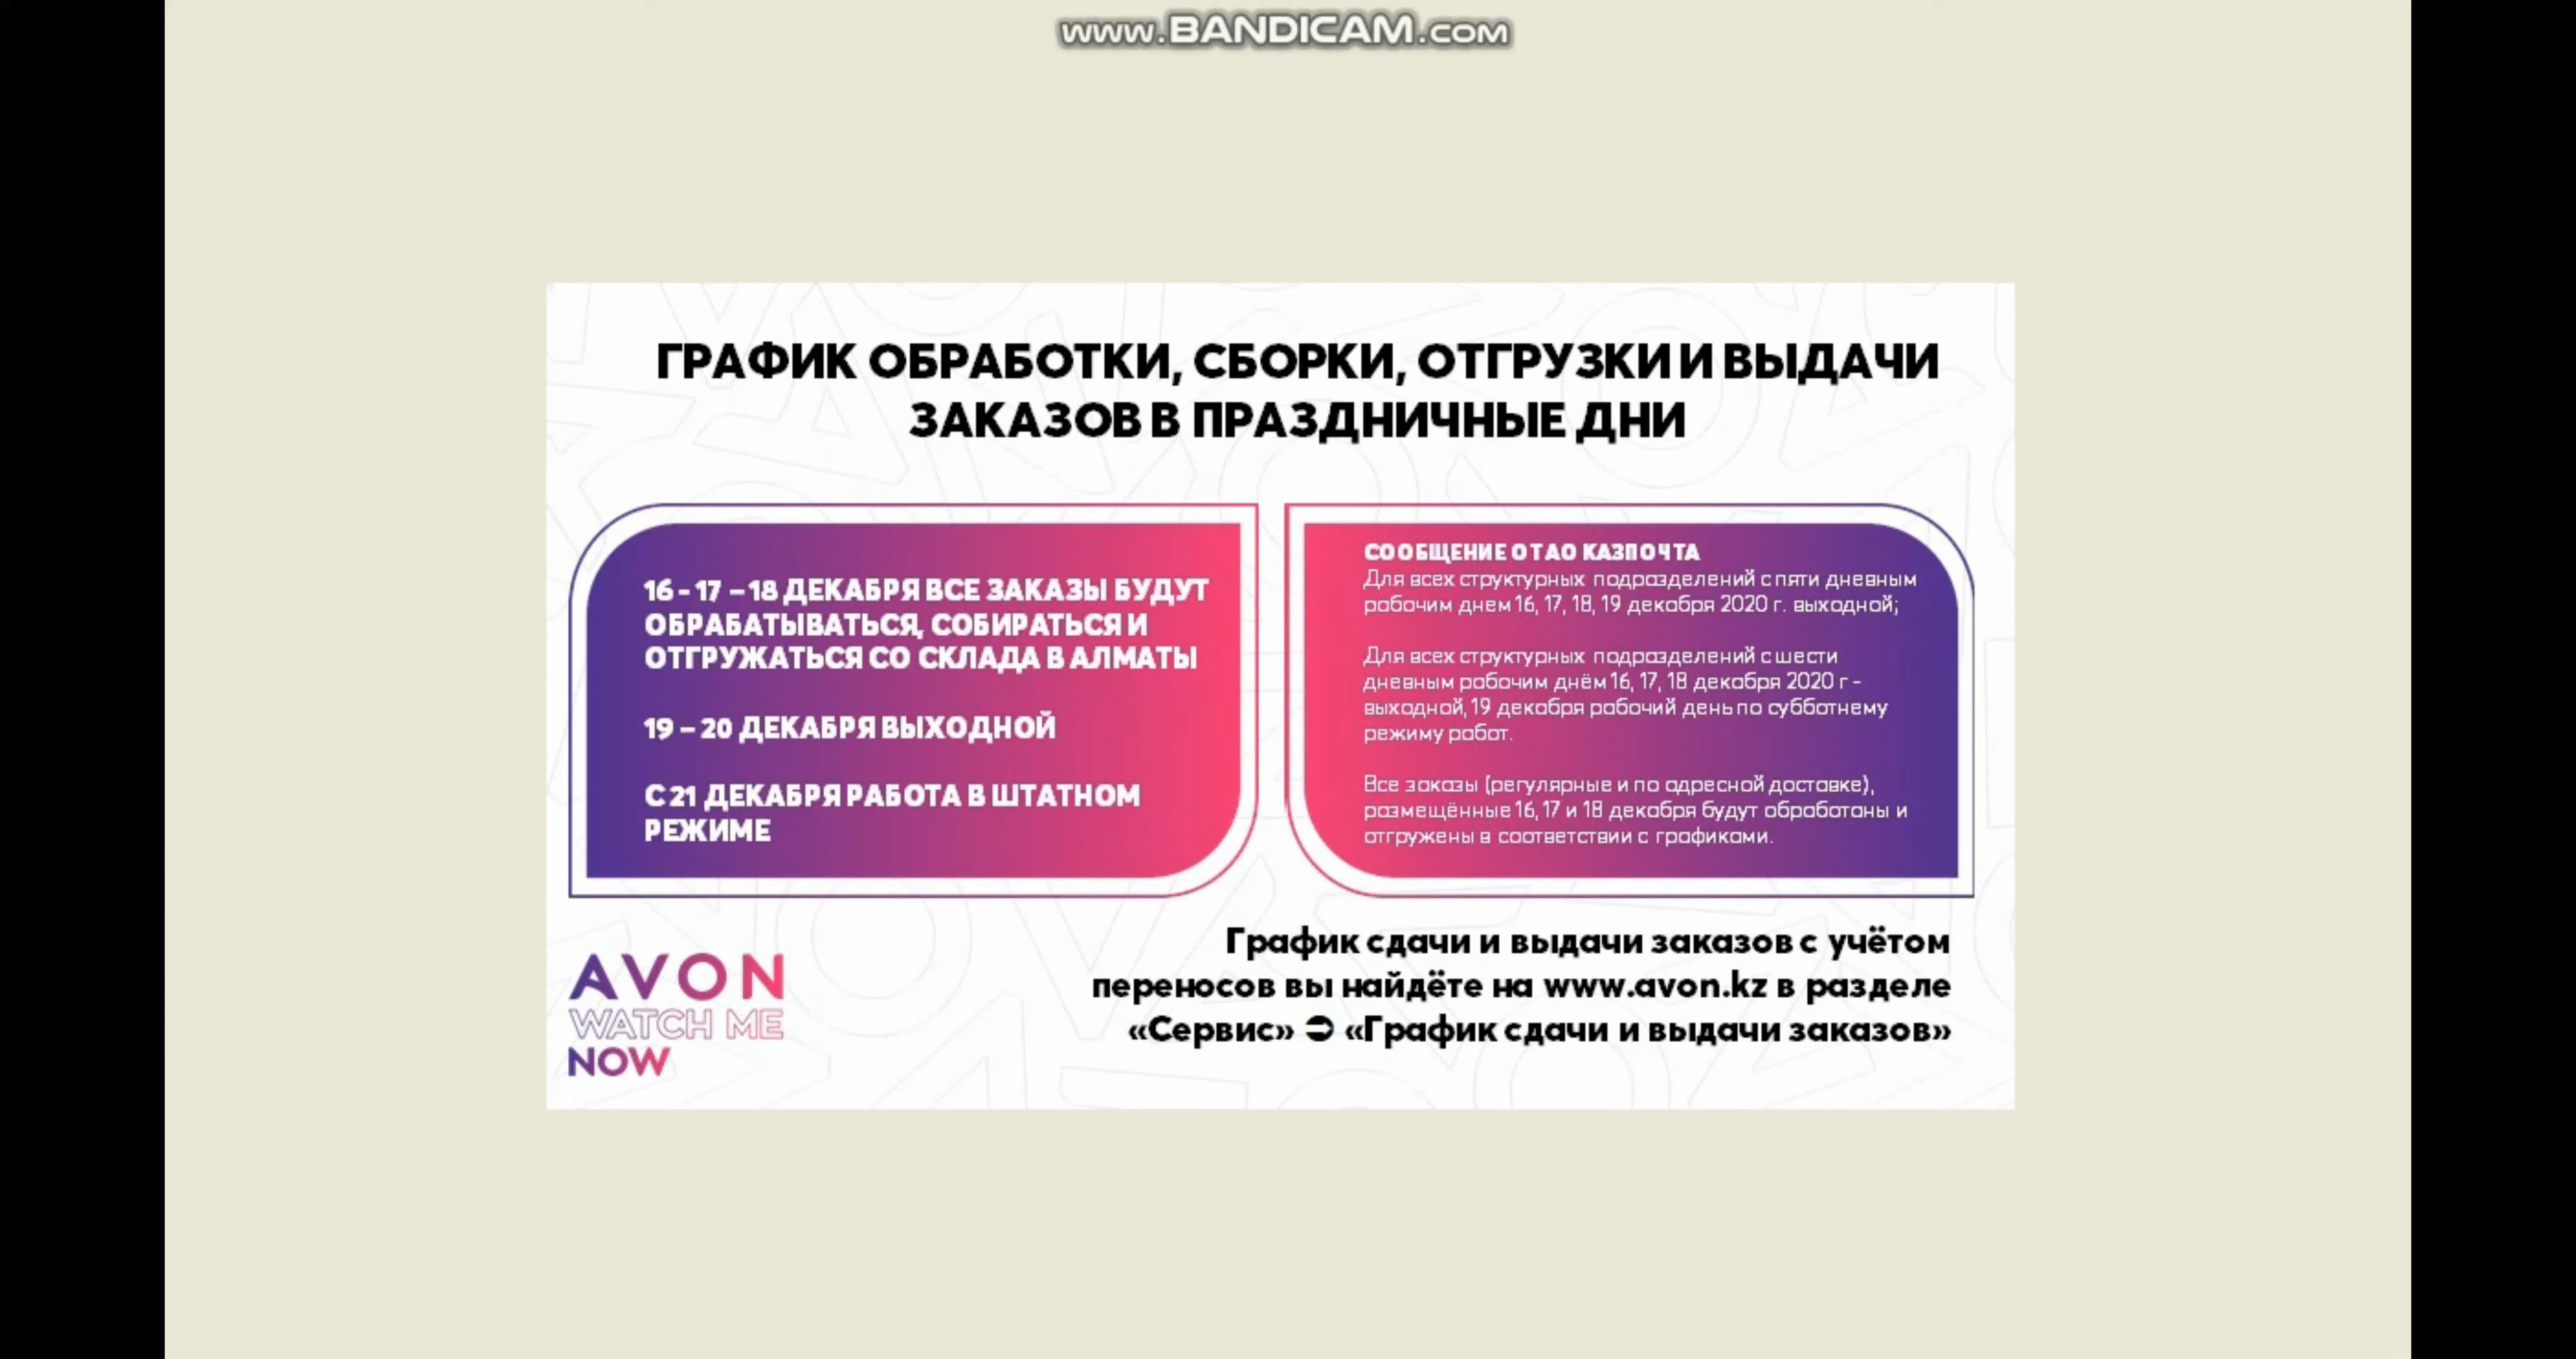 www.BANDICAM.com
ГРАФИК ОБРАБОТКИ, СБОРКИ, ОТГРУЗКИ И ВЫДАЧИ
ЗАКАЗОВ В ПРАЗДНИЧНЫЕ ДНИ
16 - 17 – 18 ДЕКАБРЯ ВСЕ ЗАКАЗЫ БУДУТ
ОБРАБАТЫВАТЬСЯ, СОБИРАТЬСЯ И
ОТГРУЖАТЬСЯ СО СКЛАДА В АЛМАТЫ
19 – 20 ДЕКАБРЯ ВЫХОДНОЙ
С 21 ДЕКАБРЯ РАБОТА В ШТАТНОМ
РЕЖИМЕ
СООБЩЕНИЕ ОТ АО КАЗПОЧТА
Для всех структурных подразделений с пяти дневным
рабочим днем 16, 17, 18, 19 декабря 2020 г. выходной;
Для всех структурных подразделений с шести
дневным рабочим днём 16, 17, 18 декабря 2020 г -
выходной, 19 декабря рабочий день по субботнему
режиму работ.
Все заказы (регулярные и по адресной доставке),
размещённые 16, 17 и 18 декабря будут обработаны и
отгружены в соответствии с графиками.
График сдачи и выдачи заказов с учётом
переносов вы найдёте на www.avon.kz в разделе
«Сервис» ➲ «График сдачи и выдачи заказов»
AVON
WATCH ME
NOW